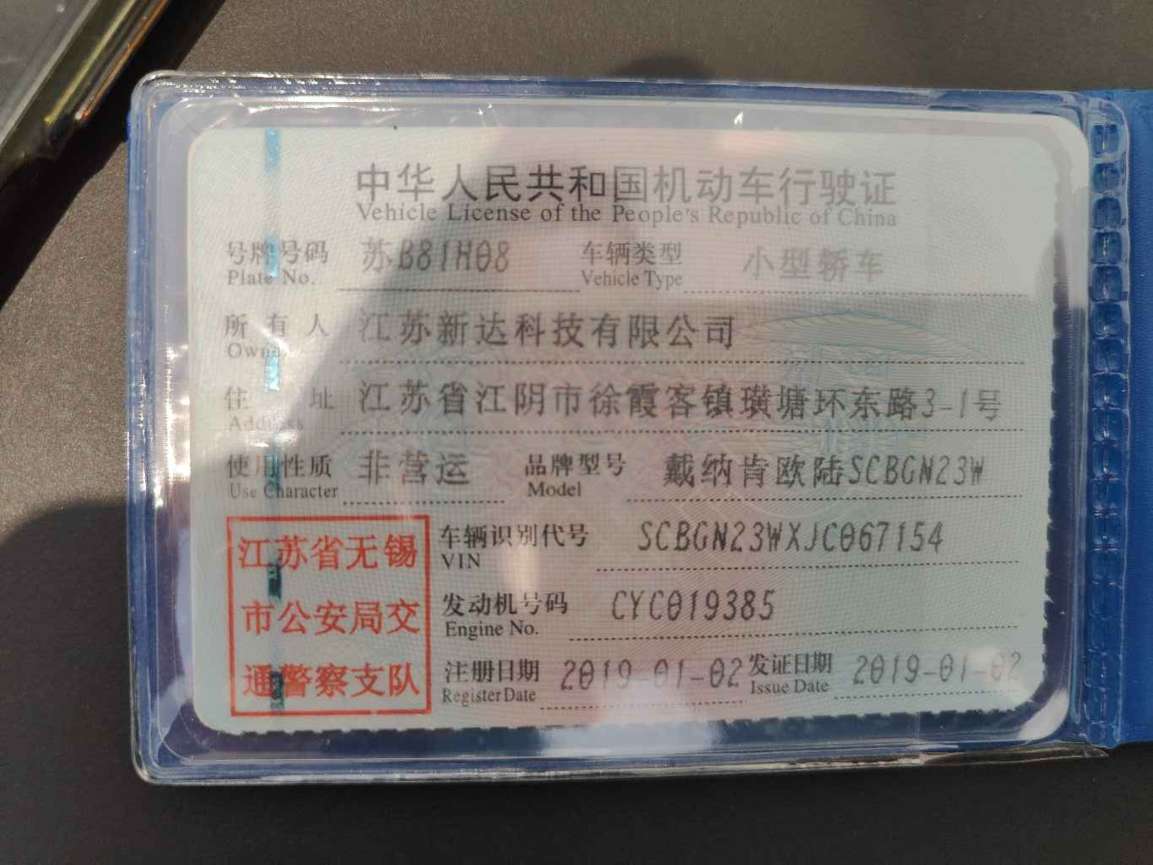 中华人民共和国机动车行驶证
Vehicle License of the People's Republic of China
号牌号码 苏B81H08 车辆类型 小型轿车
Plate No. Vehicle Type
所有人 江苏新达科技有限公司
Owner
住址 江苏省江阴市徐霞客镇璜塘环东路3-1号
Address
使用性质 非营运 品牌型号 戴纳肯欧陆SCBGN23W
Use Character Model
江苏省无锡
市公安局交
通警察支队
车辆识别代号 SCBGN23WXJC067154
VIN
发动机号码 CYC019385
Engine No.
注册日期 2019-01-02 发证日期 2019-01-02
Register Date Issue Date